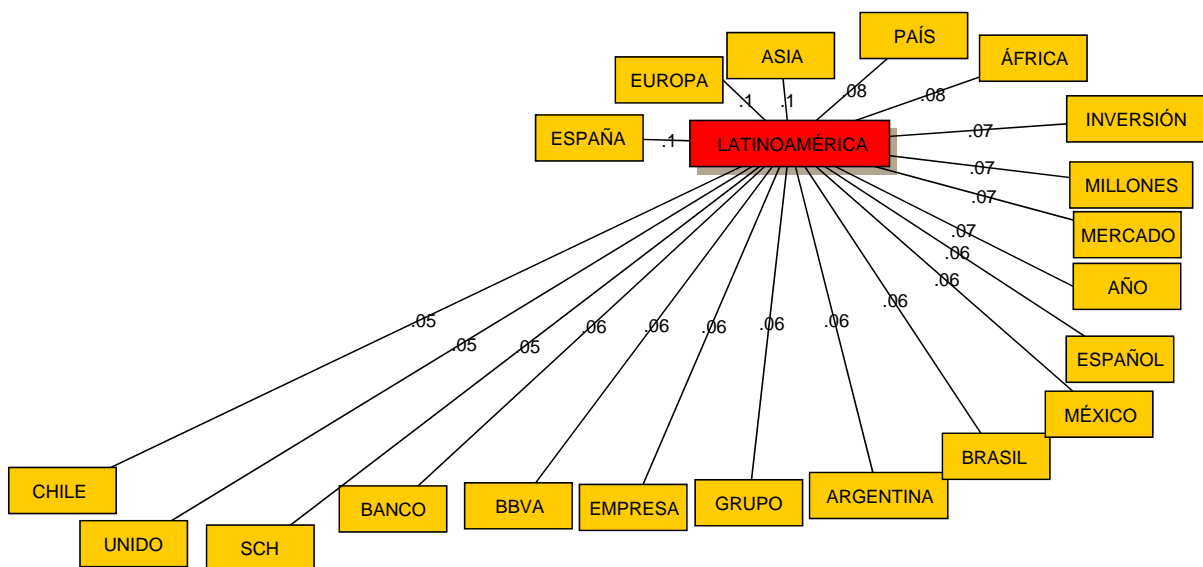 PAÍS
ASIA
ÁFRICA
EUROPA
.1
.1
.08
.08
INVERSIÓN
ESPAÑA
.1
LATINOAMÉRICA
.07
.07
MILLONES
.07
MERCADO
.07
.06
.06
AÑO
.06
.05
.05
.05
.06
.06
.06
.06
.06
ESPAÑOL
MÉXICO
BRASIL
CHILE
BANCO
BBVA
EMPRESA
GRUPO
ARGENTINA
UNIDO
SCH